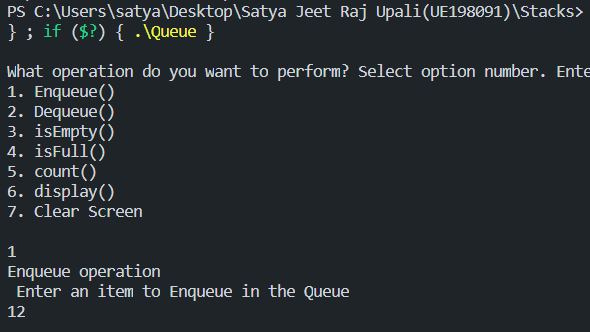 PS C:\Users\satya\Desktop\Satya Jeet Raj Upali(UE198091)\Stacks>
} ; if ($?) { .\Queue }
What operation do you want to perform? Select option number. Ente
1. Enqueue()
2. Dequeue()
3. isEmpty()
4. isFull()
5. count()
6. display()
7. Clear Screen
1
Enqueue operation
Enter an item to Enqueue in the Queue
12